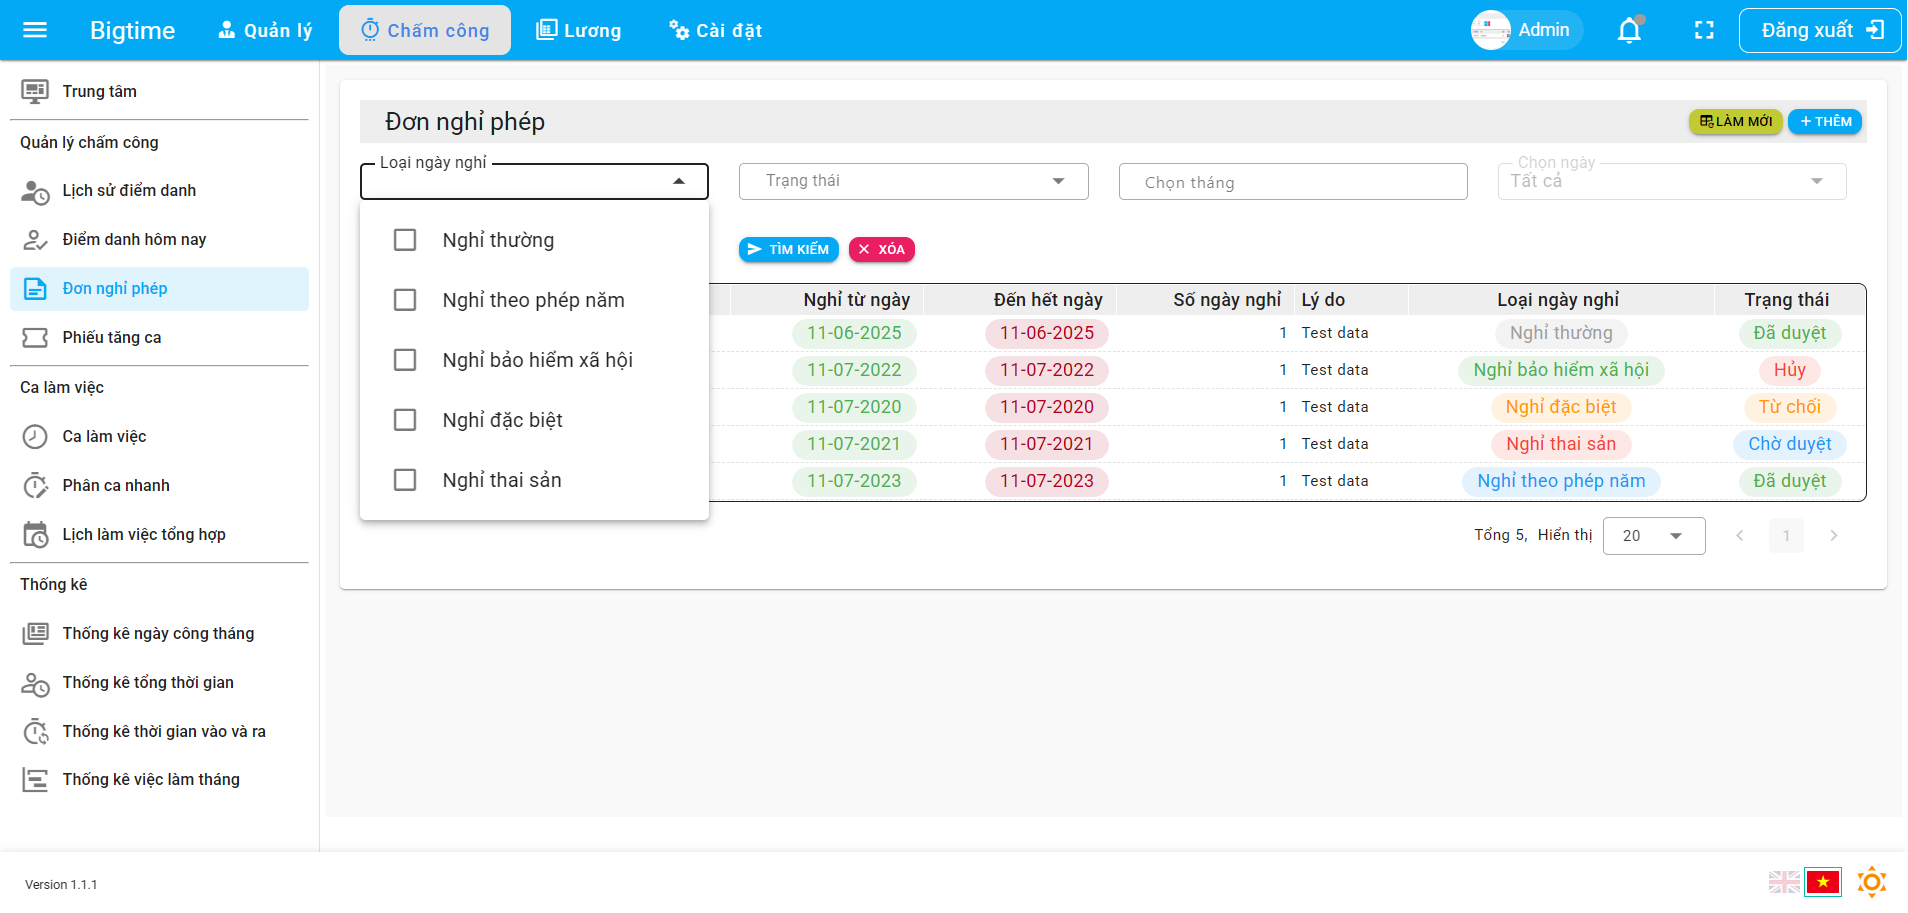 Bigtime
Quản lý
Chấm công
Lương
Cài đặt
Admin
Đăng xuất
Trung tâm
Quản lý chấm công
Lịch sử điểm danh
Điểm danh hôm nay
Đơn nghỉ phép
Phiếu tăng ca
Ca làm việc
Ca làm việc
Phân ca nhanh
Lịch làm việc tổng hợp
Thống kê
Thống kê ngày công tháng
Thống kê tổng thời gian
Thống kê thời gian vào và ra
Thống kê việc làm tháng
Đơn nghỉ phép
LÀM MỚI
THÊM
Loại ngày nghỉ
Trạng thái
Chọn tháng
Chọn ngày
Tất cả
Nghỉ thường
Nghỉ theo phép năm
Nghỉ bảo hiểm xã hội
Nghỉ đặc biệt
Nghỉ thai sản
TÌM KIẾM
XÓA
Nghỉ từ ngày Đến hết ngày Số ngày nghỉ Lý do Loại ngày nghỉ Trạng thái
11-06-2025 11-06-2025 1 Test data Nghỉ thường Đã duyệt
11-07-2022 11-07-2022 1 Test data Nghỉ bảo hiểm xã hội Hủy
11-07-2020 11-07-2020 1 Test data Nghỉ đặc biệt Từ chối
11-07-2021 11-07-2021 1 Test data Nghỉ thai sản Chờ duyệt
11-07-2023 11-07-2023 1 Test data Nghỉ theo phép năm Đã duyệt
Tổng 5, Hiển thị 20 1
Version 1.1.1